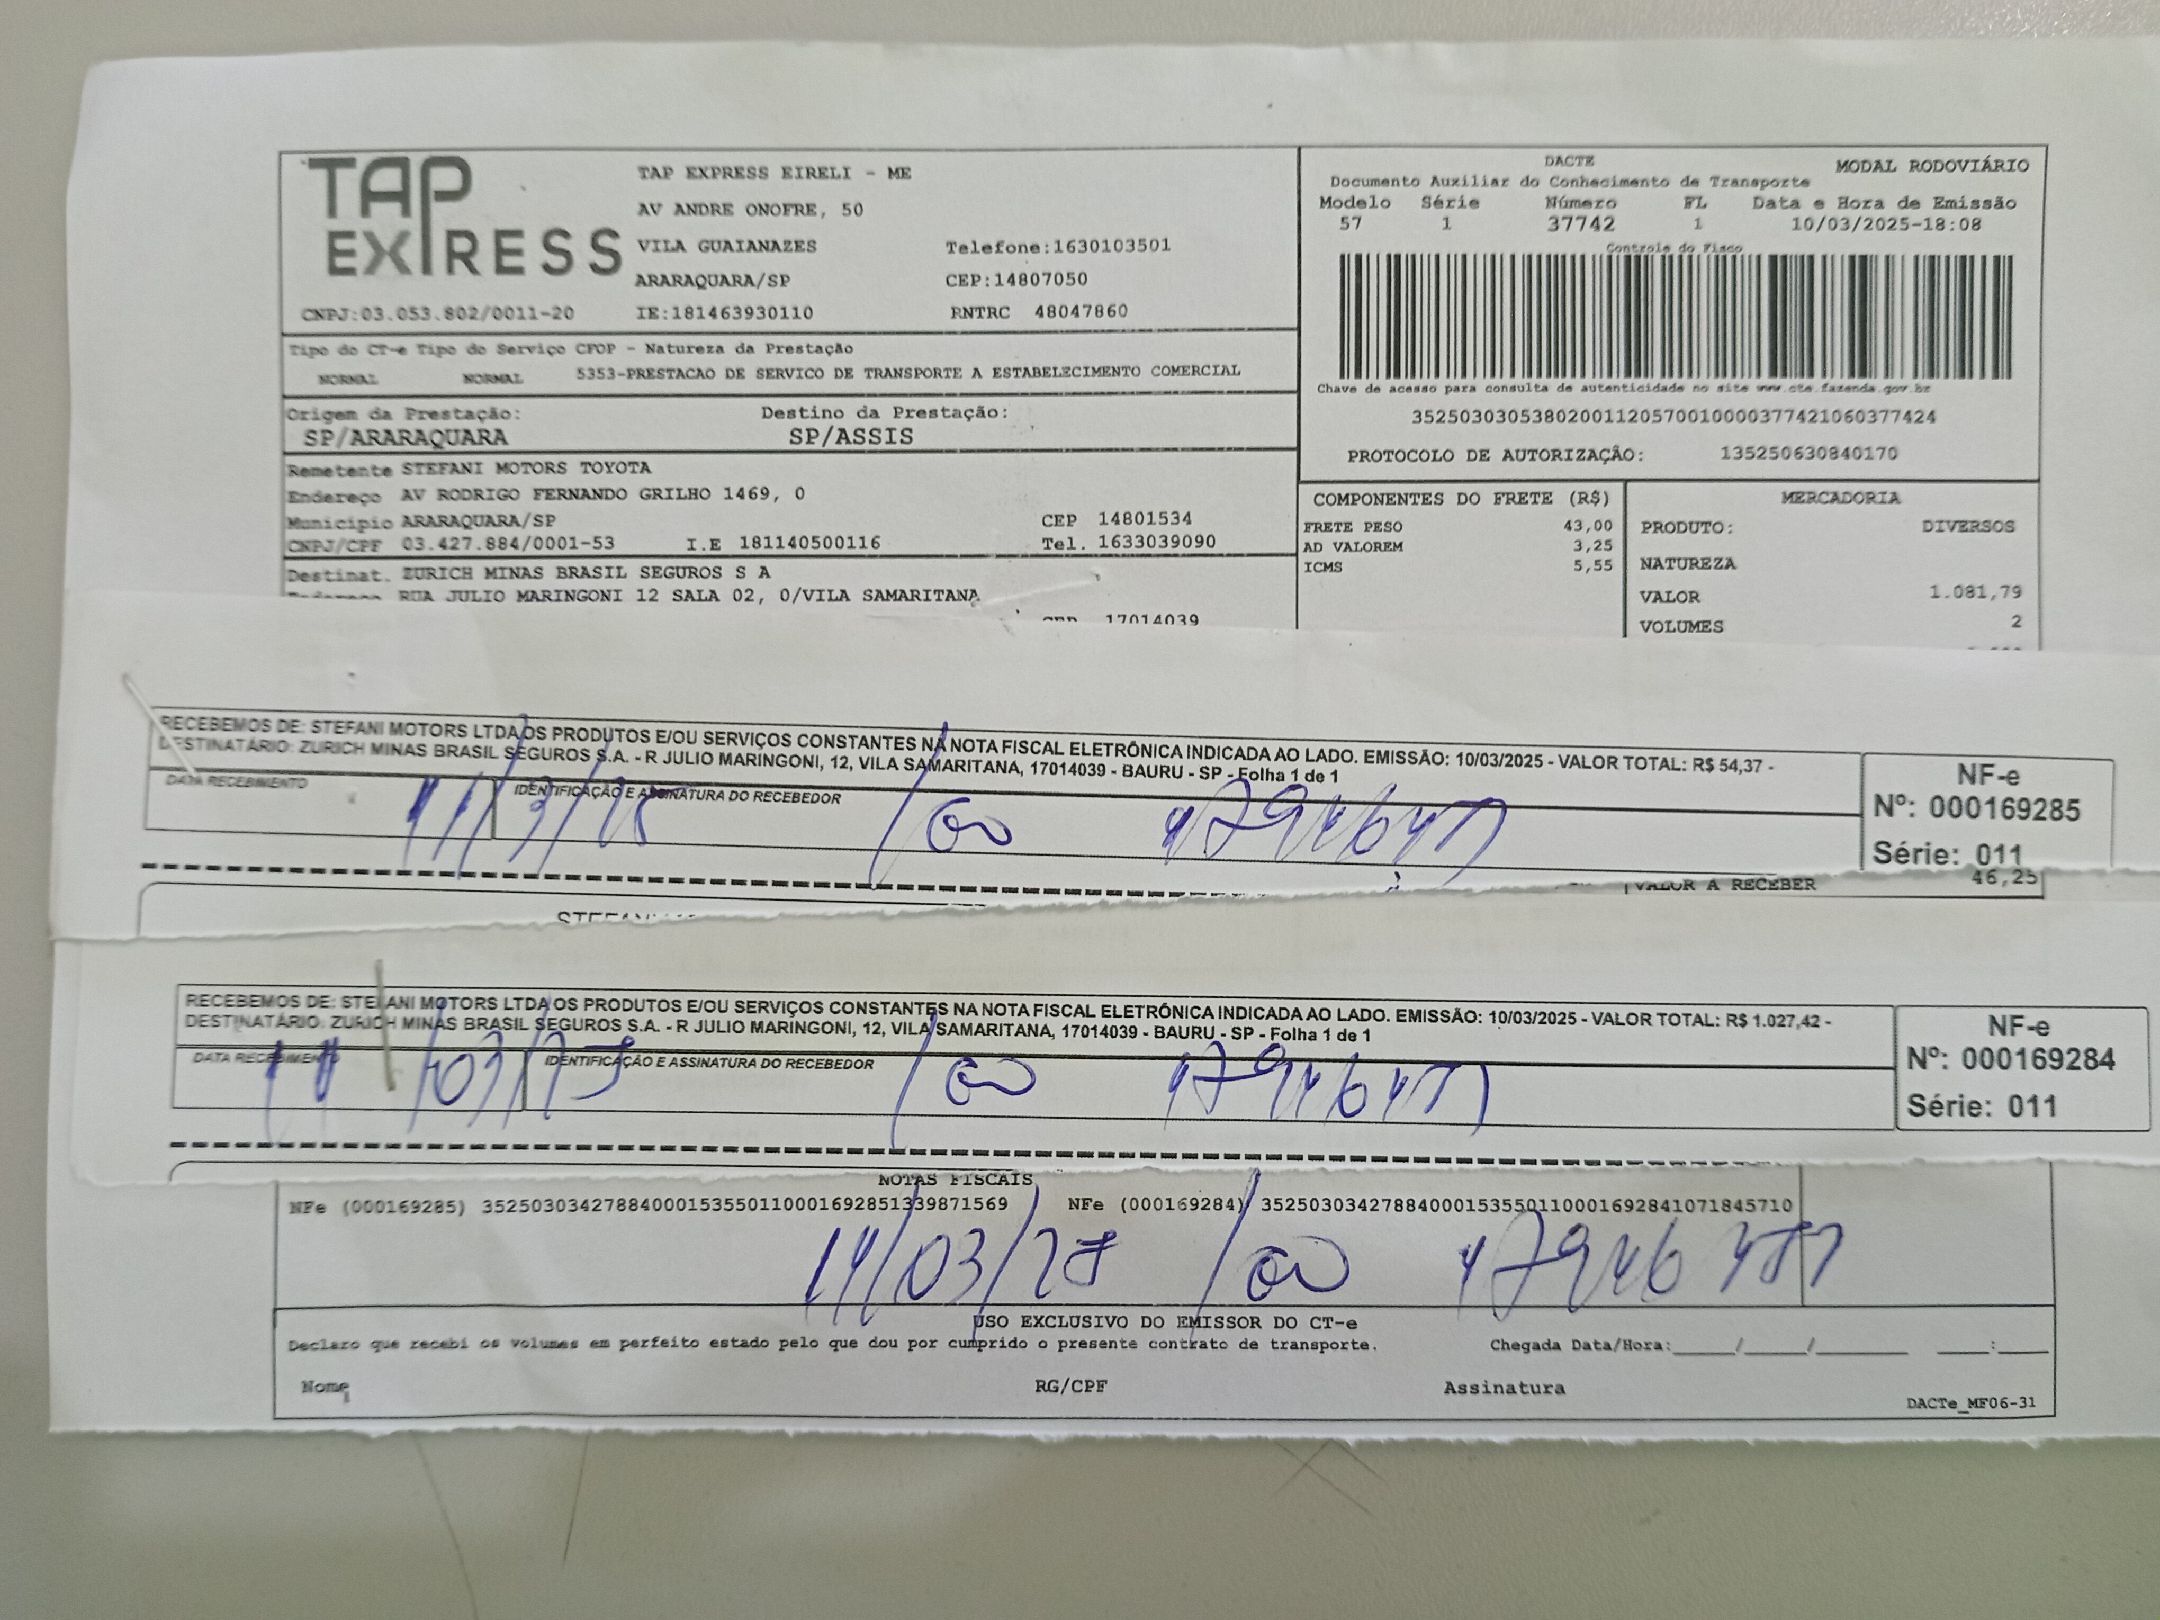 TAP EXPRESS
TAP EXPRESS EIRELI - ME
AV ANDRE ONOFRE, 50
VILA GUAIANAZES Telefone:1630103501
ARARAQUARA/SP CEP:14807050
CNPJ:03.053.802/0011-20 IE:181463930110 RNTRC 48047860
DACTE MODAL RODOVIÁRIO
Documento Auxiliar do Conhecimento de Transporte
Modelo Série Número FL Data e Hora de Emissão
57 1 37742 1 10/03/2025-18:08
Controle do Fisco
Chave de acesso para consulta de autenticidade no site www.cte.fazenda.gov.br
35250303053802001120570010000377421060377424
PROTOCOLO DE AUTORIZAÇÃO: 135250630840170
Tipo do CT-e Tipo do Serviço CFOP - Natureza da Prestação
NORMAL NORMAL 5353-PRESTACAO DE SERVICO DE TRANSPORTE A ESTABELECIMENTO COMERCIAL
Origem da Prestação: Destino da Prestação:
SP/ARARAQUARA SP/ASSIS
Remetente STEFANI MOTORS TOYOTA
Endereço AV RODRIGO FERNANDO GRILHO 1469, 0
Município ARARAQUARA/SP CEP 14801534
CNPJ/CPF 03.427.884/0001-53 I.E 181140500116 Tel. 1633039090
Destinat. ZURICH MINAS BRASIL SEGUROS S A
Endereço RUA JULIO MARINGONI 12 SALA 02, 0/VILA SAMARITANA
CEP 17014039
COMPONENTES DO FRETE (R$)
FRETE PESO 43,00
AD VALOREM 3,25
ICMS 5,55
MERCADORIA
PRODUTO: DIVERSOS
NATUREZA
VALOR 1.081,79
VOLUMES 2
RECEBEMOS DE: STEFANI MOTORS LTDA OS PRODUTOS E/OU SERVIÇOS CONSTANTES NA NOTA FISCAL ELETRÔNICA INDICADA AO LADO. EMISSÃO: 10/03/2025 - VALOR TOTAL: R$ 54,37 -
DESTINATÁRIO: ZURICH MINAS BRASIL SEGUROS S.A. - R JULIO MARINGONI, 12, VILA SAMARITANA, 17014039 - BAURU - SP - Folha 1 de 1
DATA RECEBIMENTO IDENTIFICAÇÃO E ASSINATURA DO RECEBEDOR
NF-e
Nº: 000169285
Série: 011
VALOR A RECEBER 46,25
RECEBEMOS DE: STEFANI MOTORS LTDA OS PRODUTOS E/OU SERVIÇOS CONSTANTES NA NOTA FISCAL ELETRÔNICA INDICADA AO LADO. EMISSÃO: 10/03/2025 - VALOR TOTAL: R$ 1.027,42 -
DESTINATÁRIO: ZURICH MINAS BRASIL SEGUROS S.A. - R JULIO MARINGONI, 12, VILA SAMARITANA, 17014039 - BAURU - SP - Folha 1 de 1
DATA RECEBIMENTO IDENTIFICAÇÃO E ASSINATURA DO RECEBEDOR
NF-e
Nº: 000169284
Série: 011
NOTAS FISCAIS
NFe (000169285) 35250303427884000153550110001692851339871569 NFe (000169284) 35250303427884000153550110001692841071845710
USO EXCLUSIVO DO EMISSOR DO CT-e
Declaro que recebi os volumes em perfeito estado pelo que dou por cumprido o presente contrato de transporte. Chegada Data/Hora:_____/_____/_______ ____:____
Nome RG/CPF Assinatura
DACTe_MF06-31